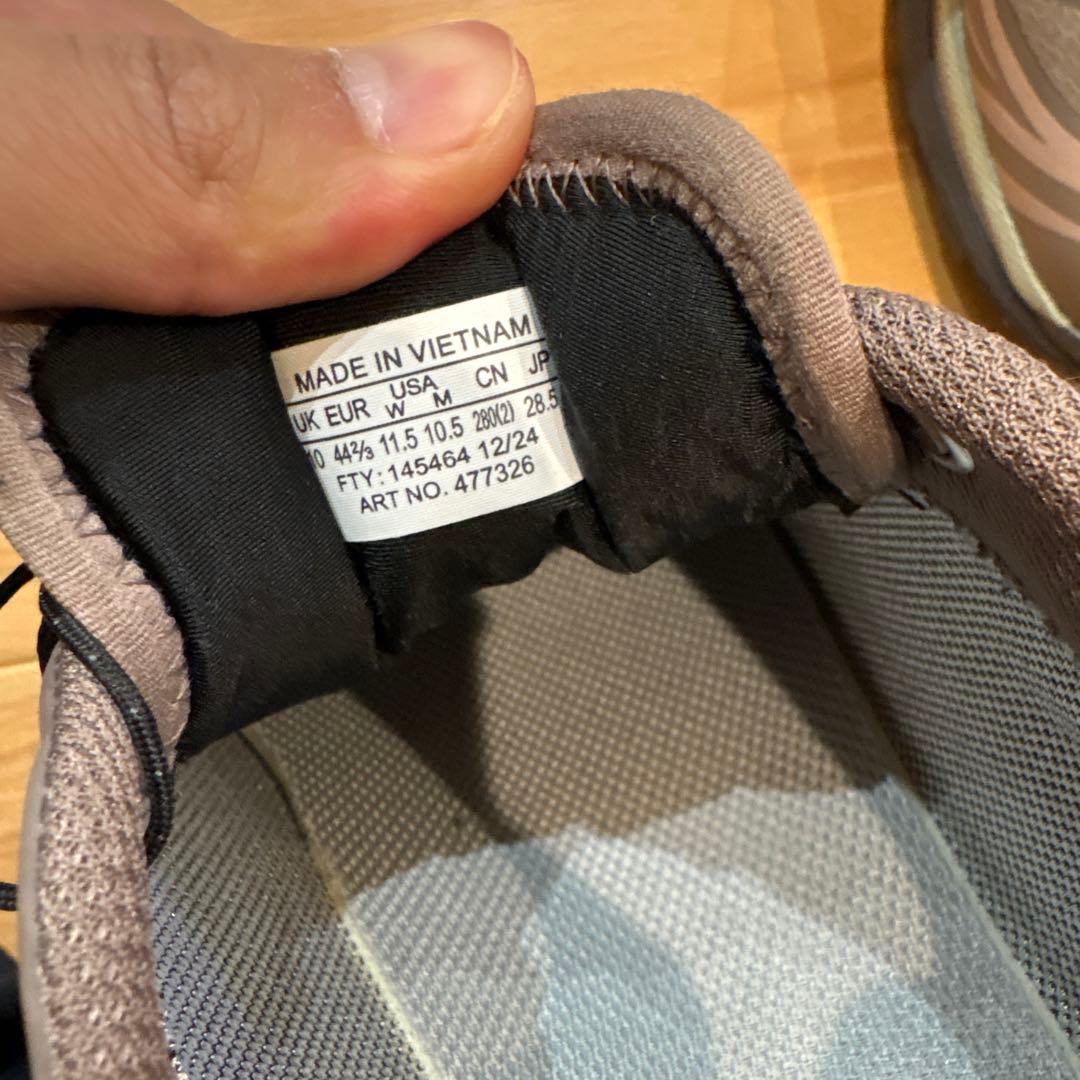 MADE IN VIETNAM
UK EUR USA W M CN JP
10 44⅔ 11.5 10.5 280(2) 28.5
FTY: 145464 12/24
ART NO. 477326